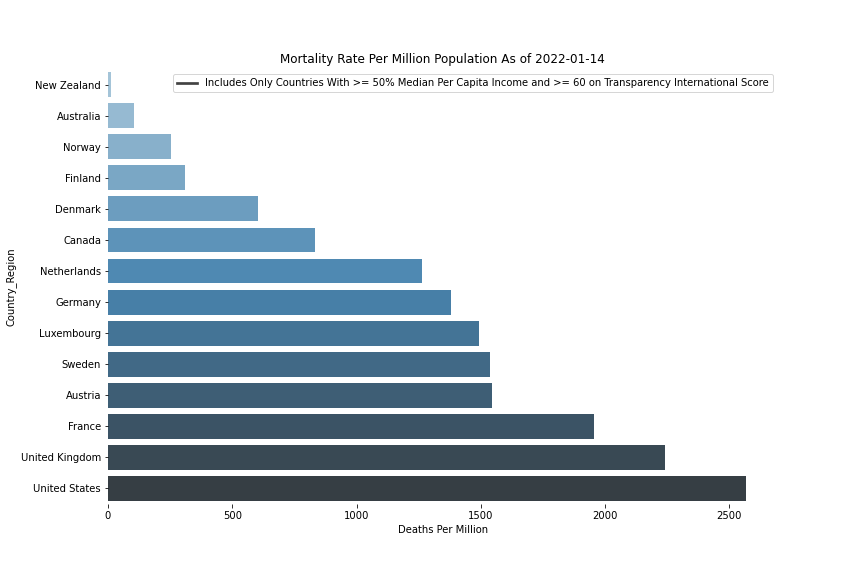 Mortality Rate Per Million Population As of 2022-01-14
Includes Only Countries With >= 50% Median Per Capita Income and >= 60 on Transparency International Score
Country_Region
New Zealand
Australia
Norway
Finland
Denmark
Canada
Netherlands
Germany
Luxembourg
Sweden
Austria
France
United Kingdom
United States
0 500 1000 1500 2000 2500
Deaths Per Million